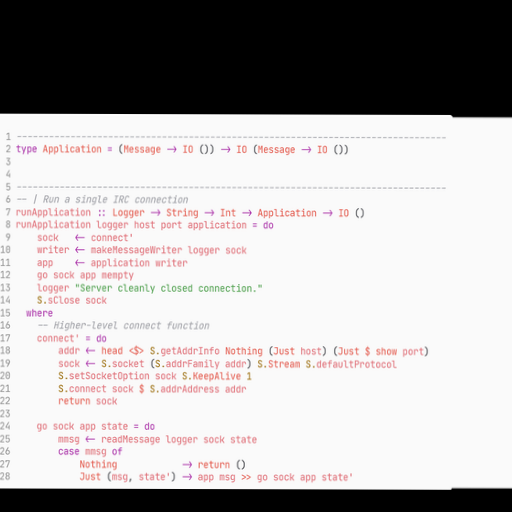 1 --------------------------------------------------------------------------------
2 type Application = (Message → IO ()) → IO (Message → IO ())
3
4
5 --------------------------------------------------------------------------------
6 -- | Run a single IRC connection
7 runApplication :: Logger → String → Int → Application → IO ()
8 runApplication logger host port application = do
9     sock   ← connect'
10     writer ← makeMessageWriter logger sock
11     app    ← application writer
12     go sock app mempty
13     logger "Server cleanly closed connection."
14     S.sClose sock
15   where
16     -- Higher-level connect function
17     connect' = do
18         addr ← head <$> S.getAddrInfo Nothing (Just host) (Just $ show port)
19         sock ← S.socket (S.addrFamily addr) S.Stream S.defaultProtocol
20         S.setSocketOption sock S.KeepAlive 1
21         S.connect sock $ S.addrAddress addr
22         return sock
23
24     go sock app state = do
25         mmsg ← readMessage logger sock state
26         case mmsg of
27             Nothing            → return ()
28             Just (msg, state') → app msg >> go sock app state'